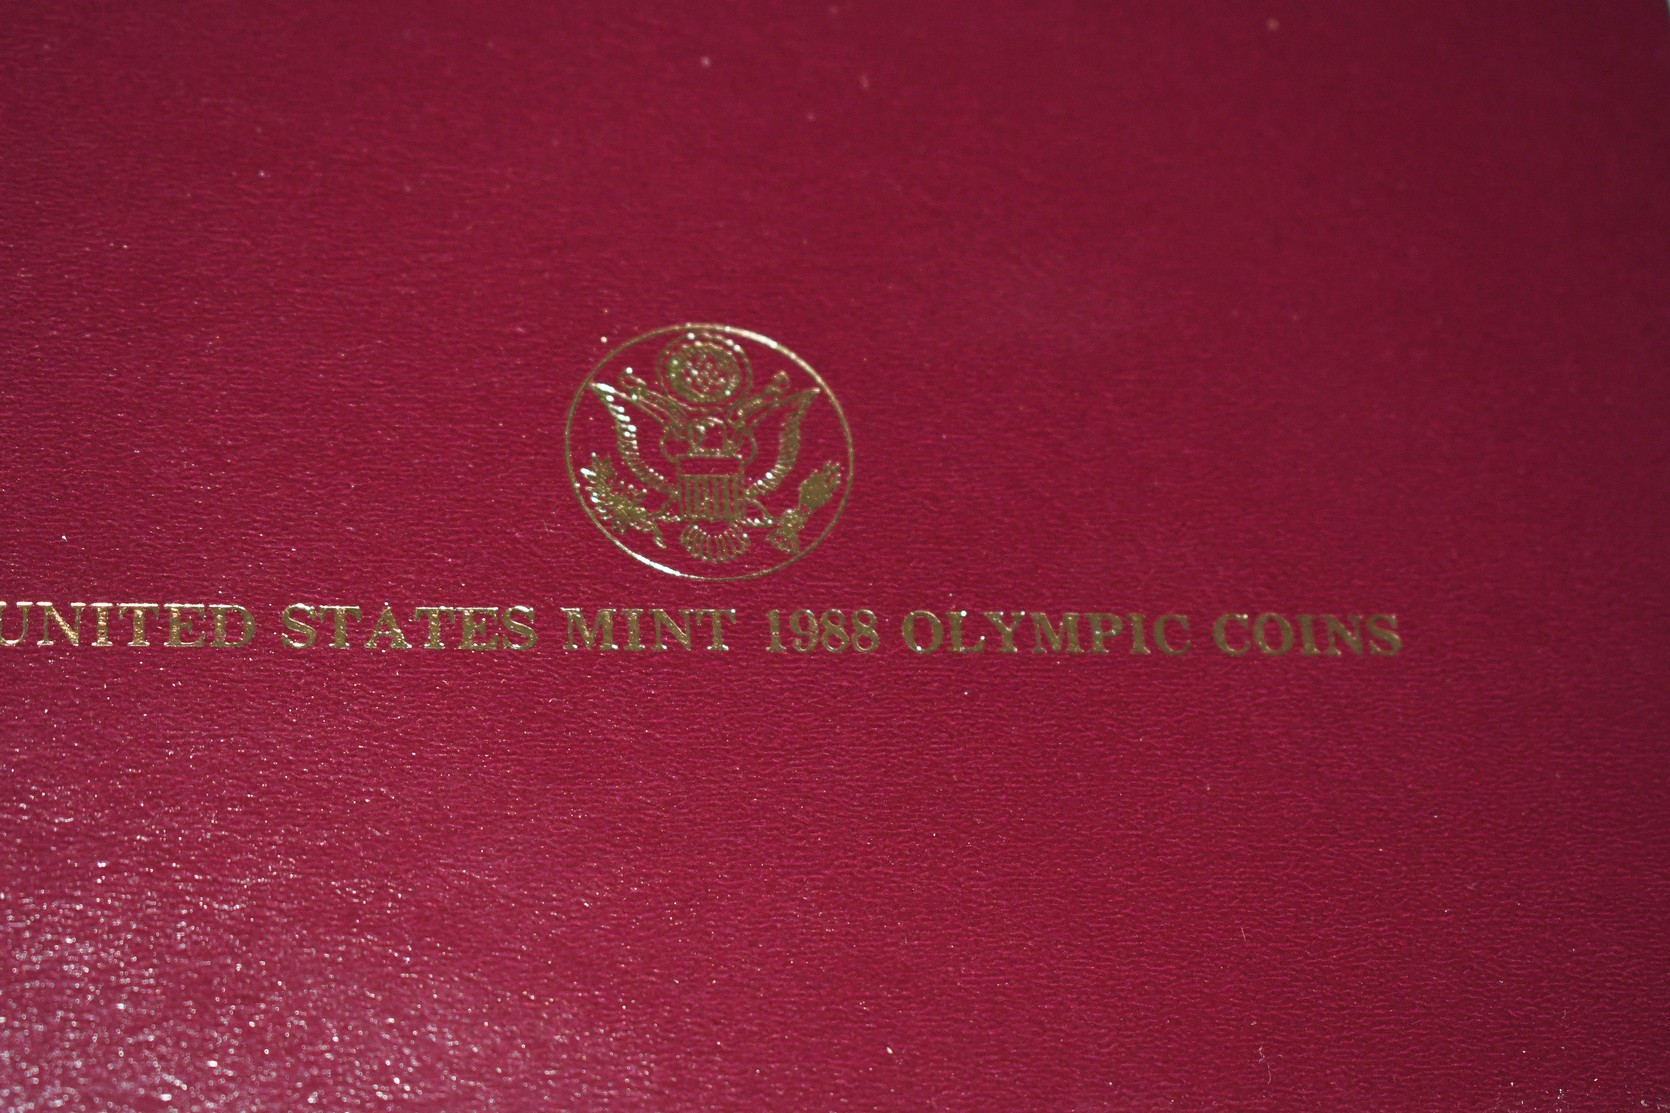 UNITED STATES MINT 1988 OLYMPIC COINS